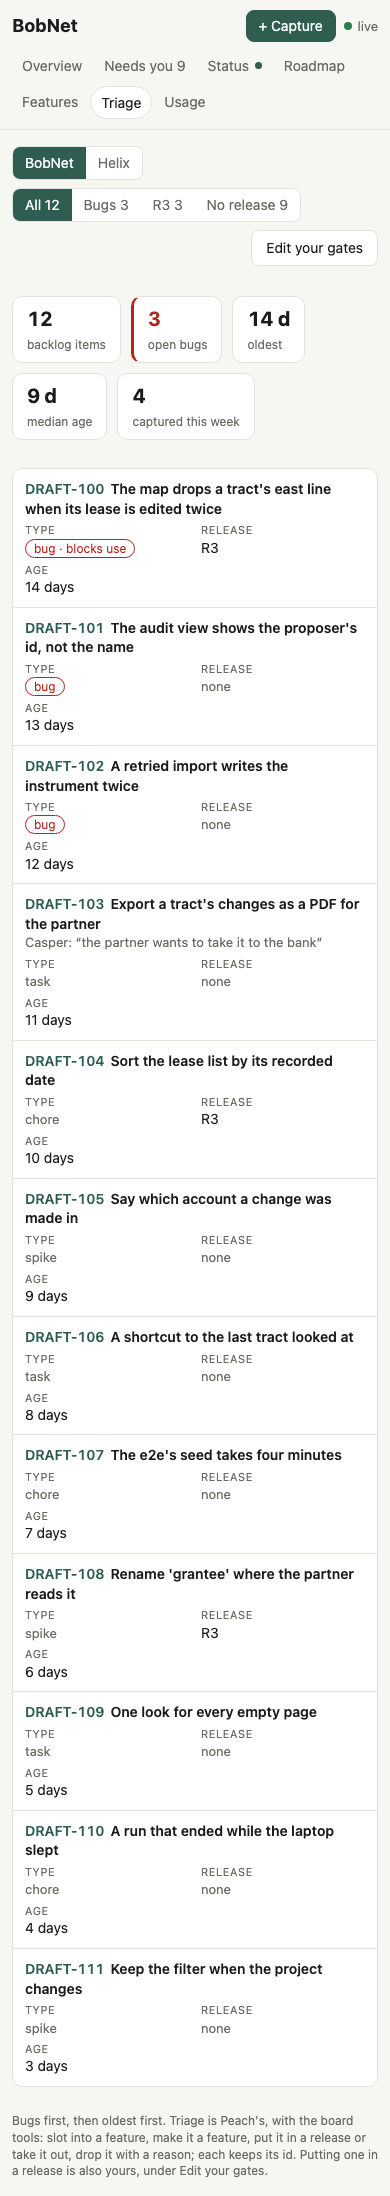 BobNet
+ Capture
live
Overview
Needs you 9
Status
Roadmap
Features
Triage
Usage
BobNet
Helix
All 12
Bugs 3
R3 3
No release 9
Edit your gates
12
backlog items
3
open bugs
14 d
oldest
9 d
median age
4
captured this week
DRAFT-100 The map drops a tract's east line
when its lease is edited twice
TYPE
RELEASE
bug · blocks use
R3
AGE
14 days
DRAFT-101 The audit view shows the proposer's
id, not the name
TYPE
RELEASE
bug
none
AGE
13 days
DRAFT-102 A retried import writes the
instrument twice
TYPE
RELEASE
bug
none
AGE
12 days
DRAFT-103 Export a tract's changes as a PDF for
the partner
Casper: “the partner wants to take it to the bank”
TYPE
RELEASE
task
none
AGE
11 days
DRAFT-104 Sort the lease list by its recorded
date
TYPE
RELEASE
chore
R3
AGE
10 days
DRAFT-105 Say which account a change was
made in
TYPE
RELEASE
spike
none
AGE
9 days
DRAFT-106 A shortcut to the last tract looked at
TYPE
RELEASE
task
none
AGE
8 days
DRAFT-107 The e2e's seed takes four minutes
TYPE
RELEASE
chore
none
AGE
7 days
DRAFT-108 Rename 'grantee' where the partner
reads it
TYPE
RELEASE
spike
R3
AGE
6 days
DRAFT-109 One look for every empty page
TYPE
RELEASE
task
none
AGE
5 days
DRAFT-110 A run that ended while the laptop
slept
TYPE
RELEASE
chore
none
AGE
4 days
DRAFT-111 Keep the filter when the project
changes
TYPE
RELEASE
spike
none
AGE
3 days
Bugs first, then oldest first. Triage is Peach's, with the board
tools: slot into a feature, make it a feature, put it in a release or
take it out, drop it with a reason; each keeps its id. Putting one in
a release is also yours, under Edit your gates.